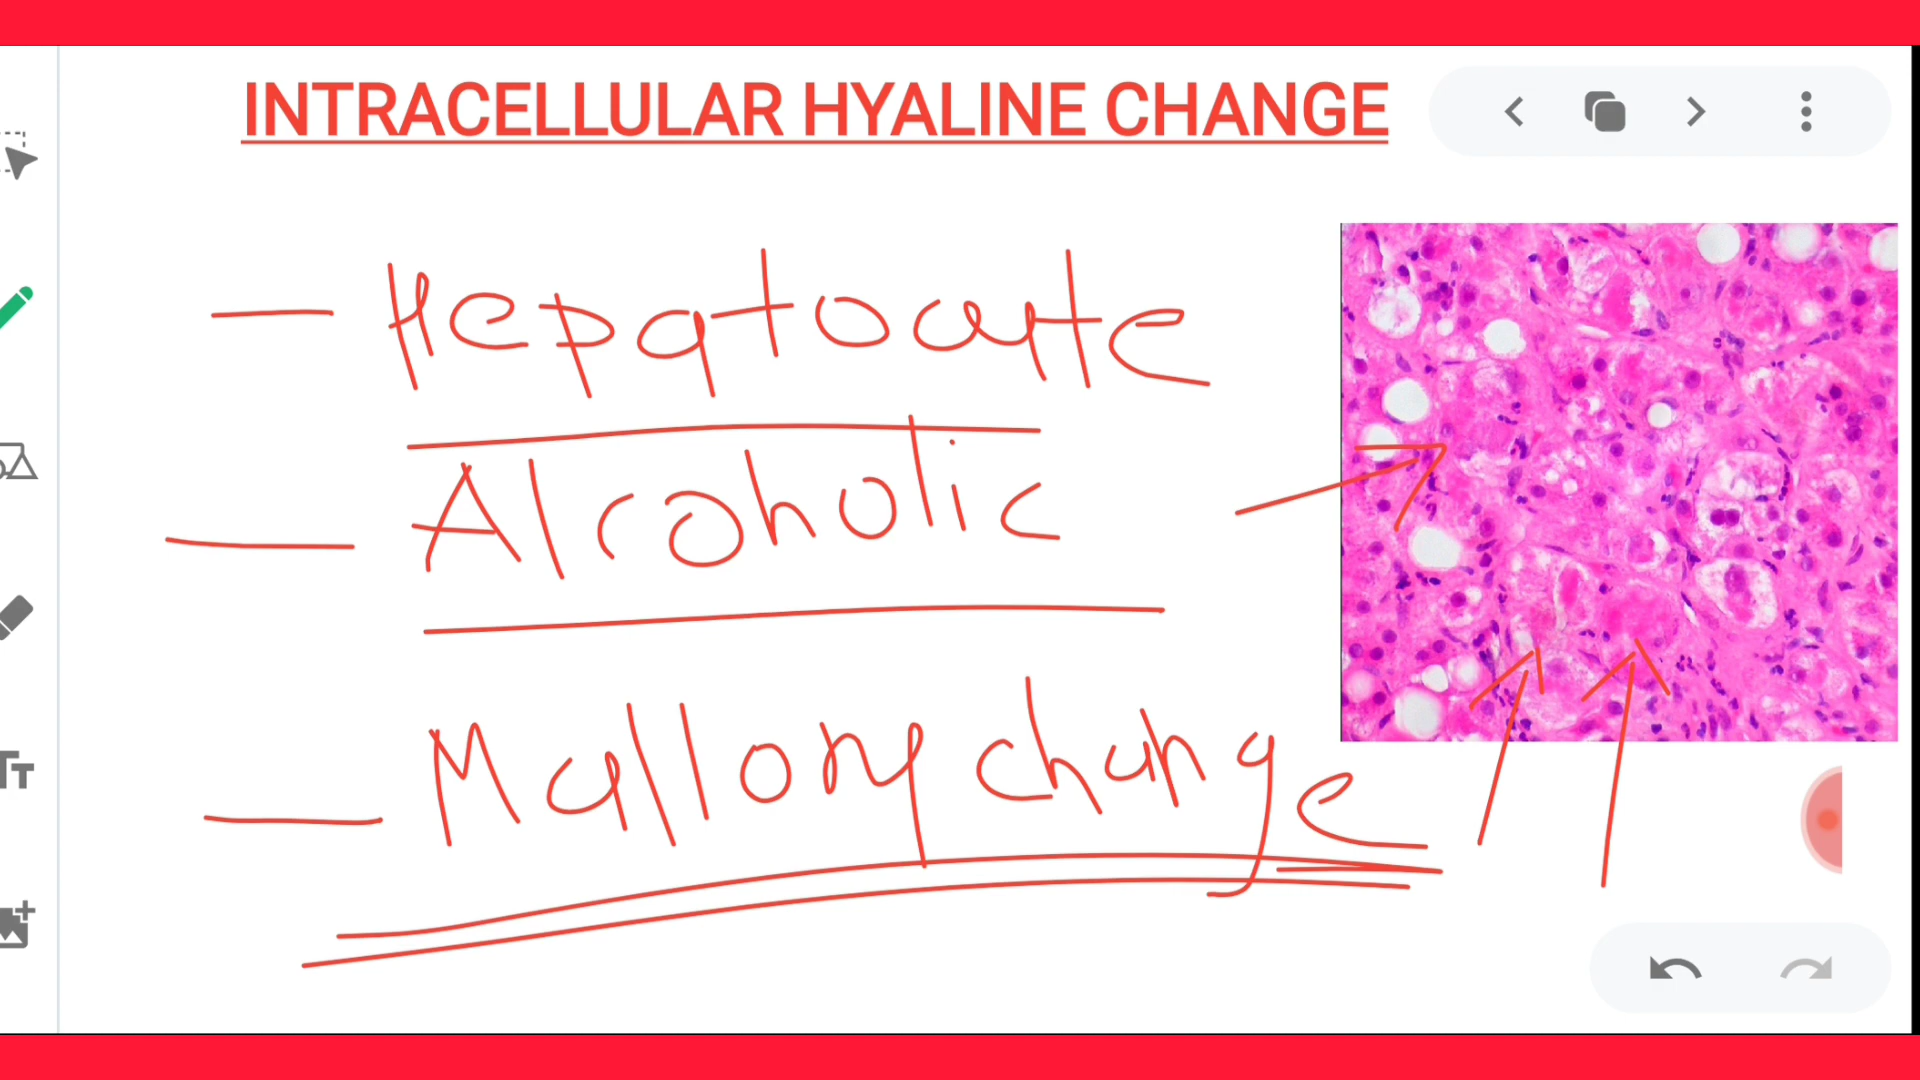 INTRACELLULAR HYALINE CHANGE
- Hepatocyte
- Alcoholic
- Mallory change